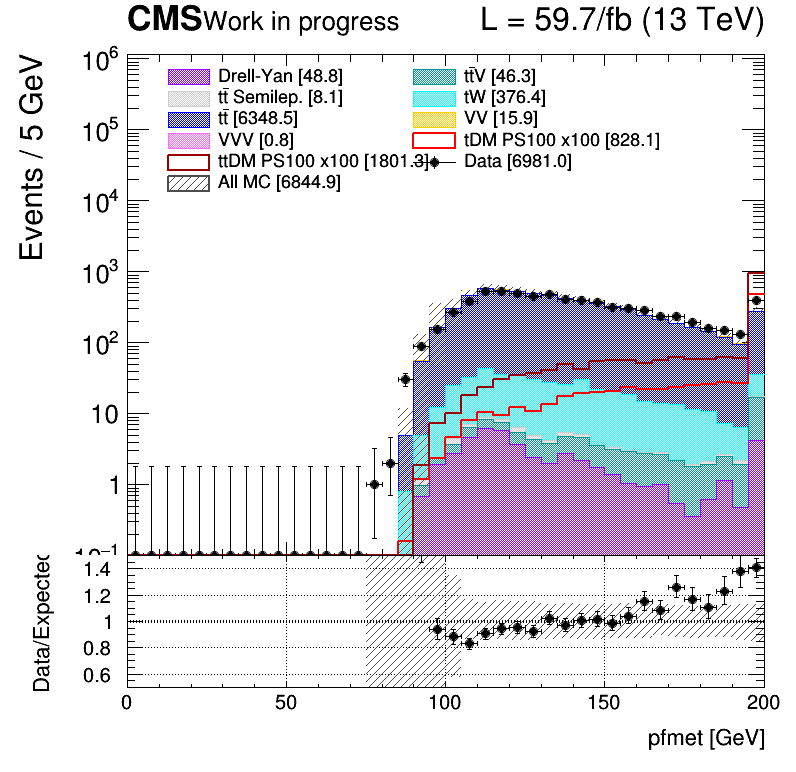 CMS Work in progress L = 59.7/fb (13 TeV)
Events / 5 GeV
10⁶
10⁵
10⁴
10³
10²
10
1
10⁻¹
Drell-Yan [48.8]
tt̄V [46.3]
tt̄ Semilep. [8.1]
tW [376.4]
tt̄ [6348.5]
VV [15.9]
VVV [0.8]
tDM PS100 x100 [828.1]
ttDM PS100 x100 [1801.3]
Data [6981.0]
All MC [6844.9]
Data/Expected
1.4
1.2
1
0.8
0.6
0 50 100 150 200
pfmet [GeV]